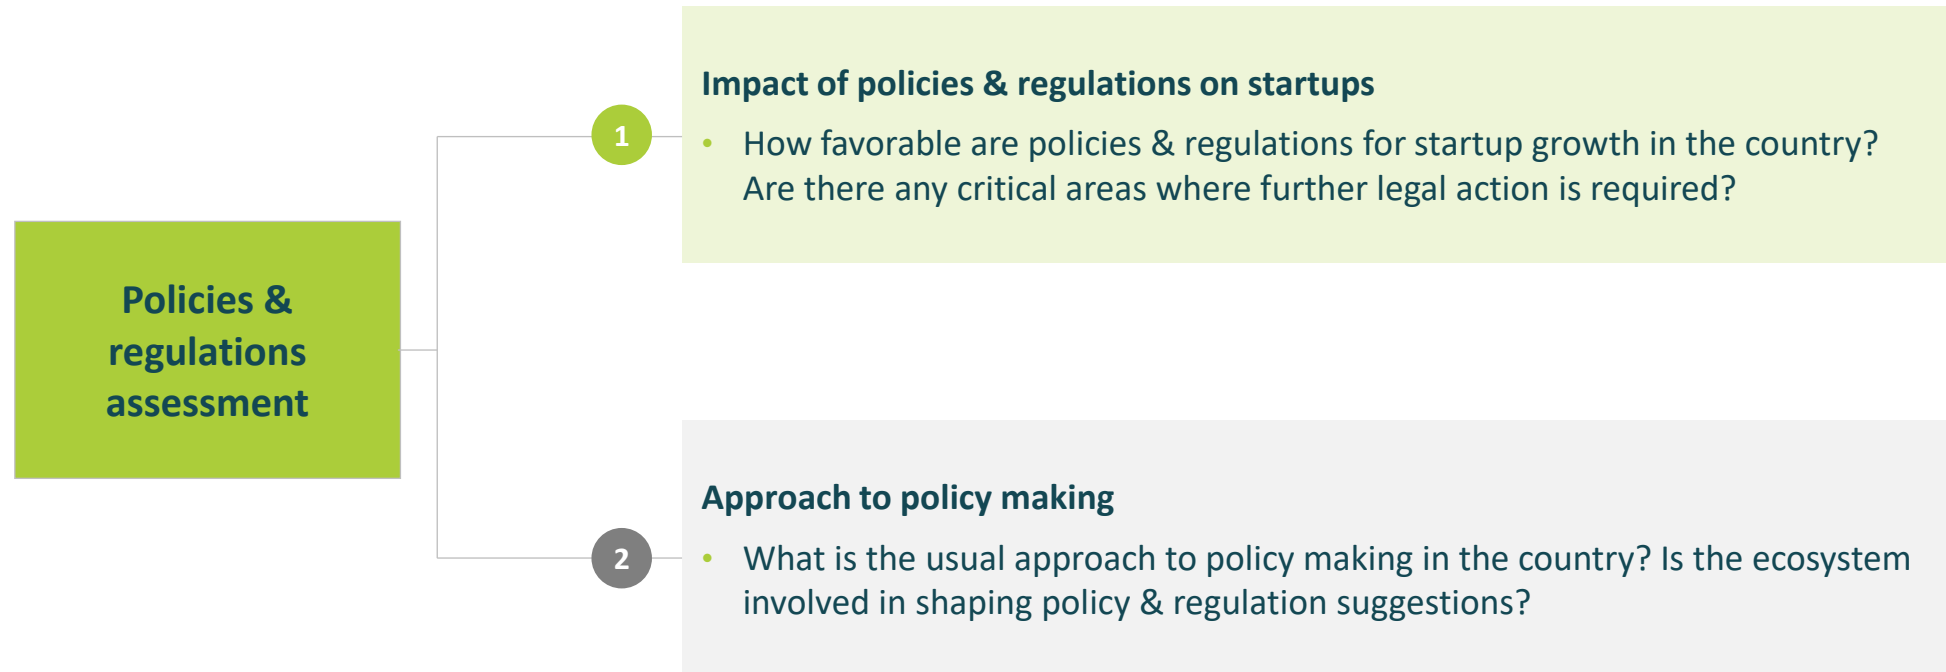 Policies &
regulations
assessment
1
Impact of policies & regulations on startups
• How favorable are policies & regulations for startup growth in the country?
Are there any critical areas where further legal action is required?
2
Approach to policy making
• What is the usual approach to policy making in the country? Is the ecosystem
involved in shaping policy & regulation suggestions?